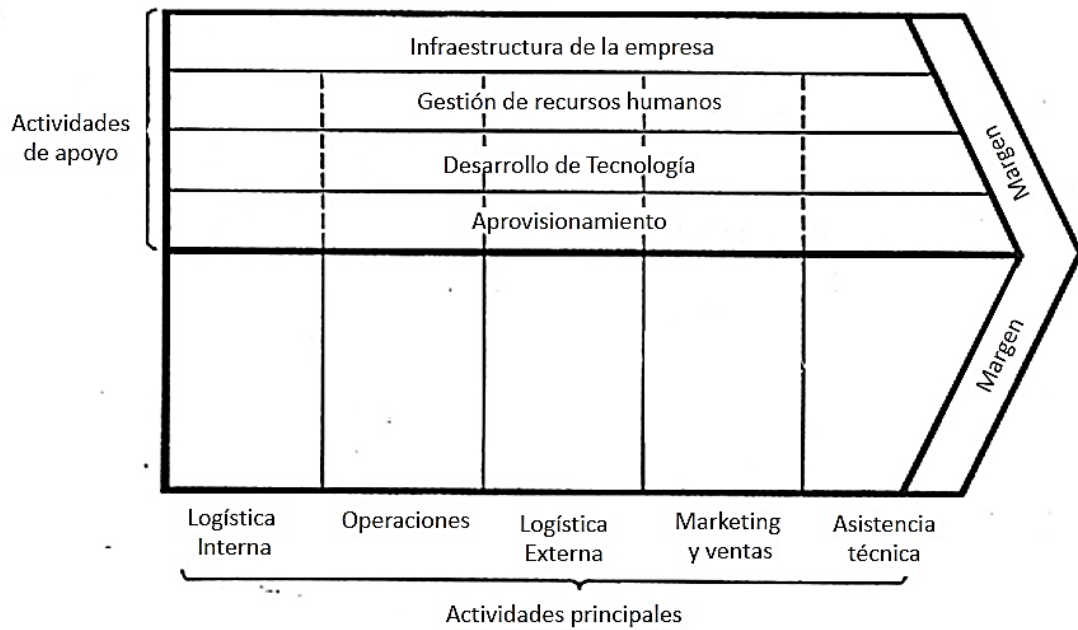 Infraestructura de la empresa
Gestión de recursos humanos
Actividades
de apoyo
Desarrollo de Tecnología
Aprovisionamiento
Margen
Margen
Logística
Interna
Operaciones
Logística
Externa
Marketing
y ventas
Asistencia
técnica
Actividades principales